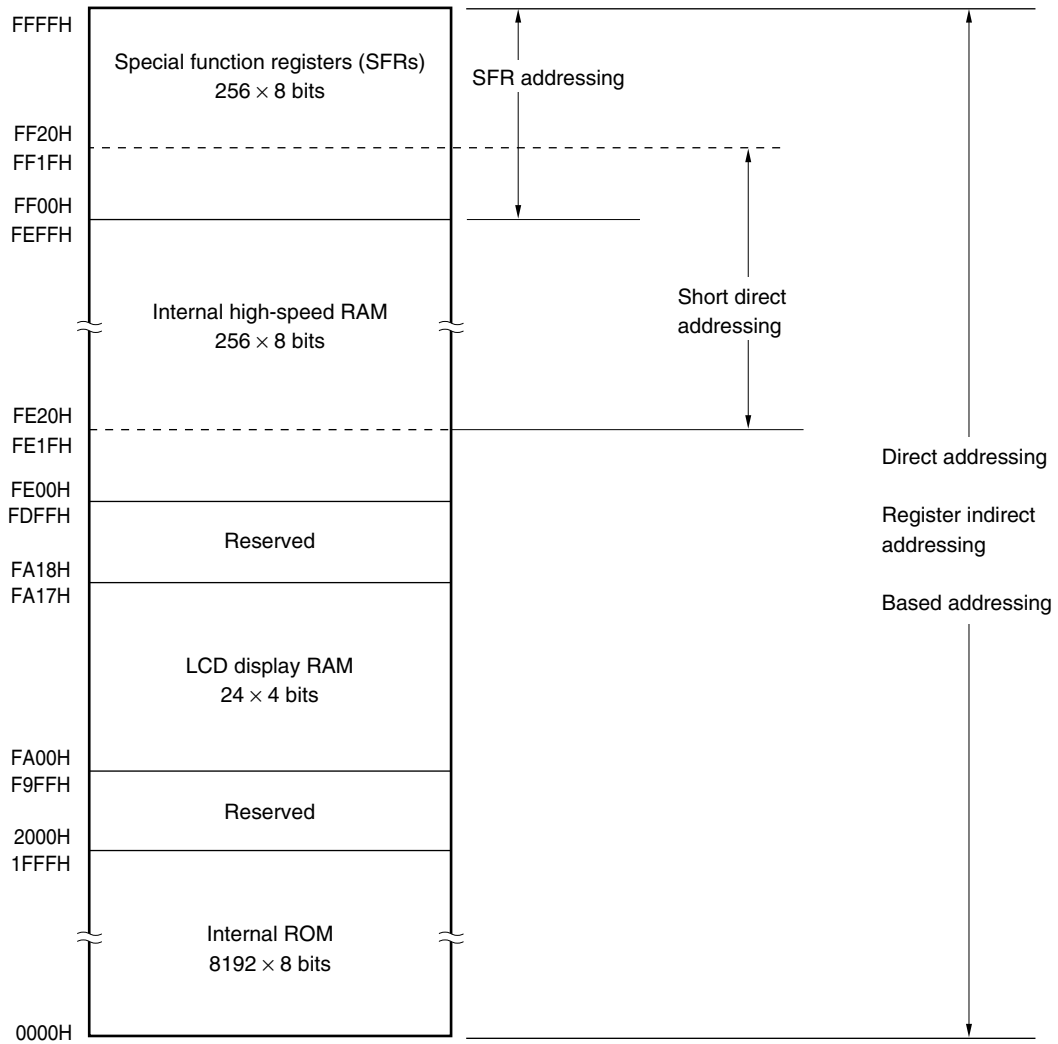 FFFFH
Special function registers (SFRs)
256 × 8 bits
SFR addressing
FF20H
FF1FH
FF00H
FEFFH
Internal high-speed RAM
256 × 8 bits
Short direct
addressing
FE20H
FE1FH
Direct addressing
Register indirect
addressing
Based addressing
FE00H
FDFFH
Reserved
FA18H
FA17H
LCD display RAM
24 × 4 bits
FA00H
F9FFH
Reserved
2000H
1FFFH
Internal ROM
8192 × 8 bits
0000H